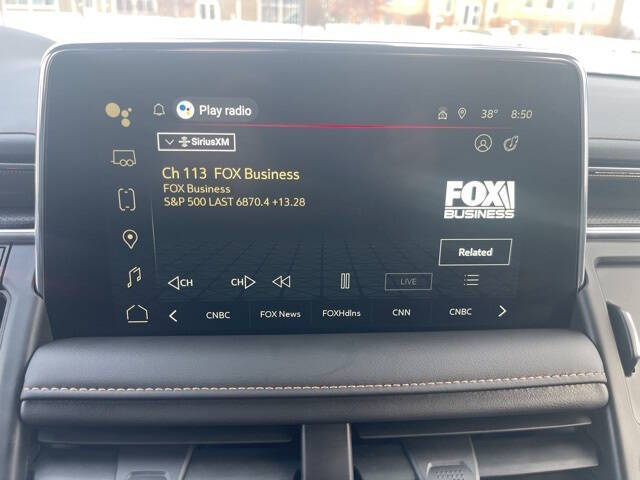 Play radio
38° 8:50
SiriusXM
Ch 113 FOX Business
FOX Business
S&P 500 LAST 6870.4 +13.28
FOX
BUSINESS
Related
CH CH LIVE
CNBC FOX News FOXHdlns CNN CNBC